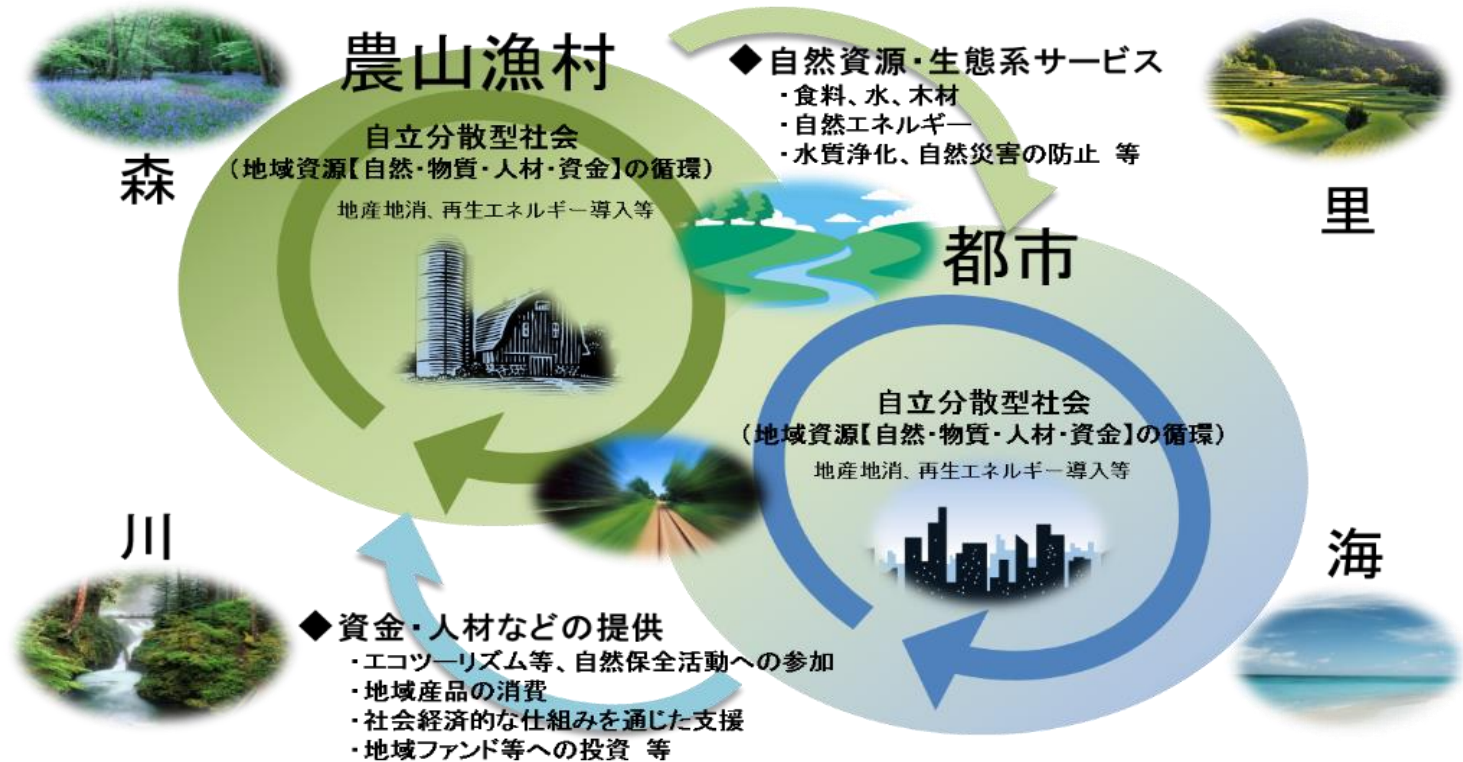 農山漁村
自立分散型社会
(地域資源【自然・物質・人材・資金】の循環)
地産地消、再生エネルギー導入等
◆自然資源・生態系サービス
・食料、水、木材
・自然エネルギー
・水質浄化、自然災害の防止 等
森
里
都市
自立分散型社会
(地域資源【自然・物質・人材・資金】の循環)
地産地消、再生エネルギー導入等
川
海
◆資金・人材などの提供
・エコツーリズム等、自然保全活動への参加
・地域産品の消費
・社会経済的な仕組みを通じた支援
・地域ファンド等への投資 等